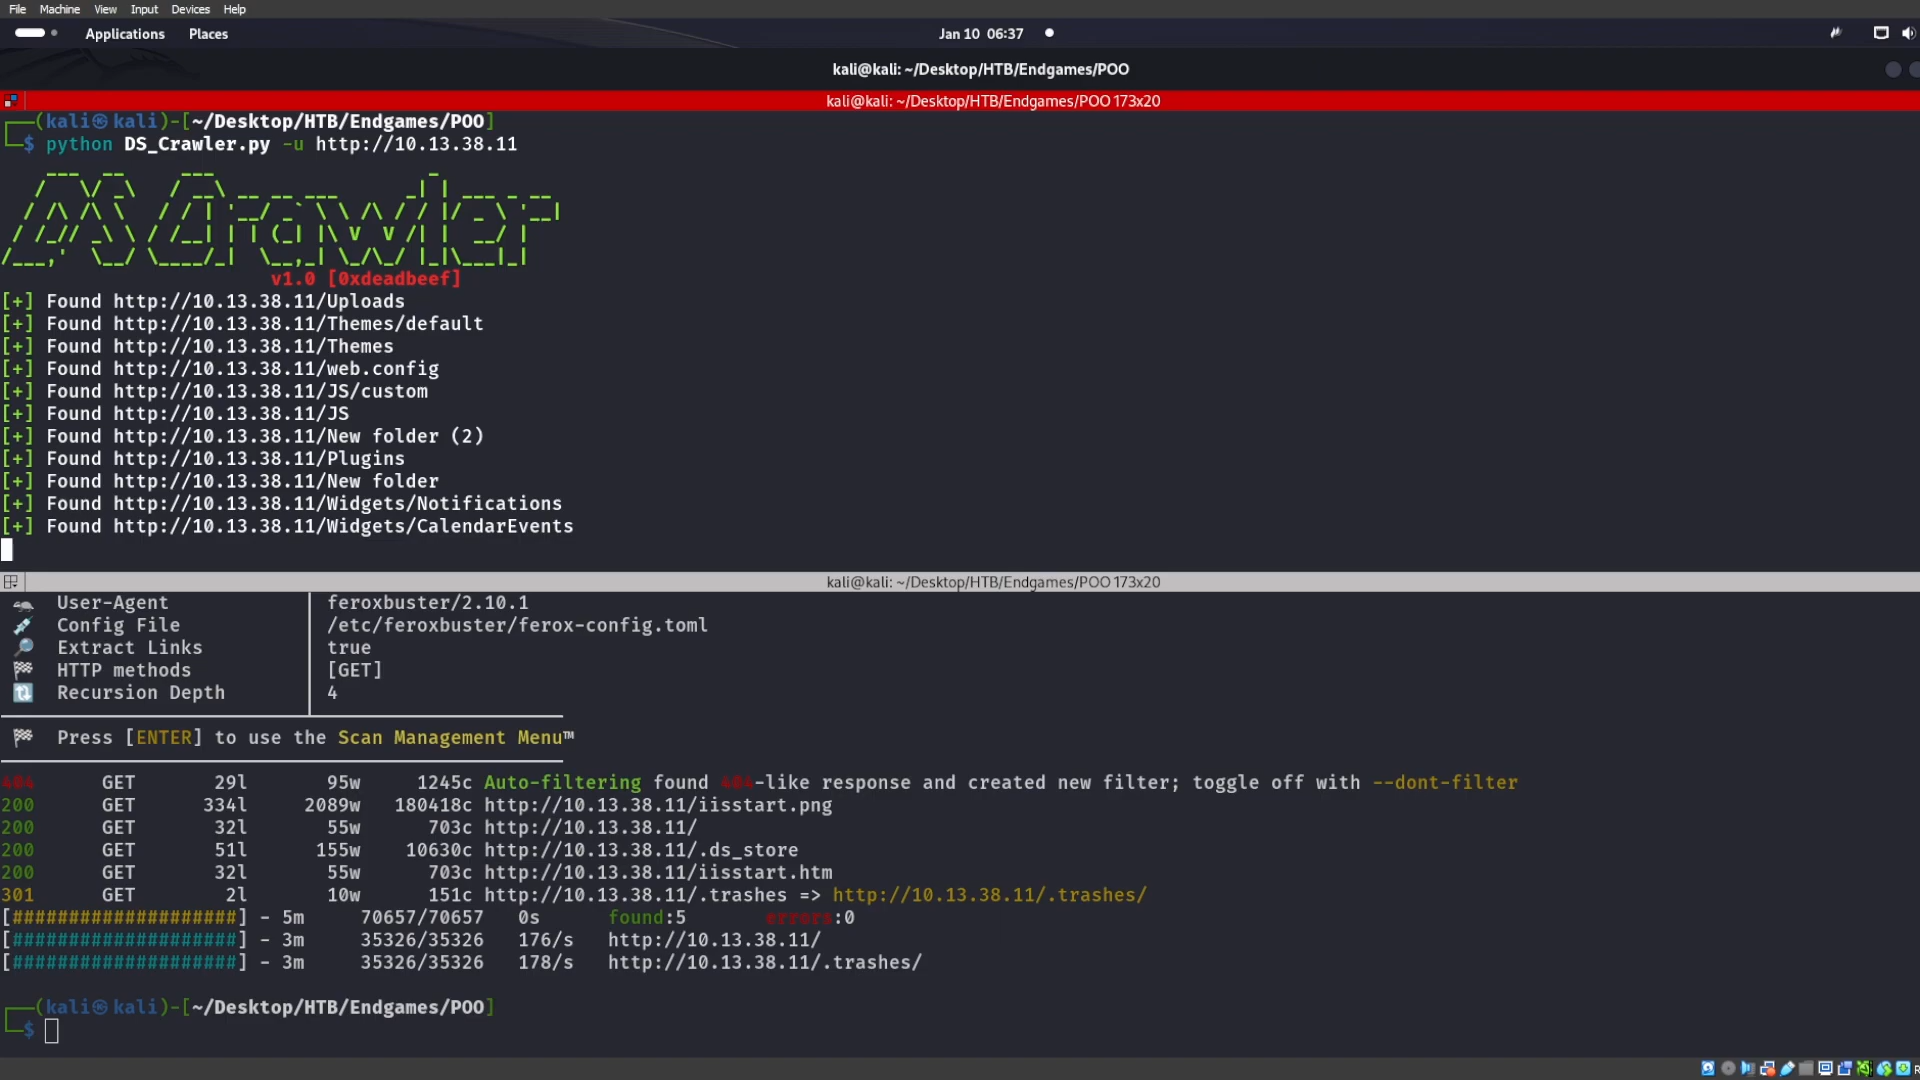 File Machine View Input Devices Help
Applications Places Jan 10 06:37
kali@kali: ~/Desktop/HTB/Endgames/POO
kali@kali: ~/Desktop/HTB/Endgames/POO 173x20
(kali㉿kali)-[~/Desktop/HTB/Endgames/POO]
$ python DS_Crawler.py -u http://10.13.38.11
DS Crawler
v1.0 [0xdeadbeef]
[+] Found http://10.13.38.11/Uploads
[+] Found http://10.13.38.11/Themes/default
[+] Found http://10.13.38.11/Themes
[+] Found http://10.13.38.11/web.config
[+] Found http://10.13.38.11/JS/custom
[+] Found http://10.13.38.11/JS
[+] Found http://10.13.38.11/New folder (2)
[+] Found http://10.13.38.11/Plugins
[+] Found http://10.13.38.11/New folder
[+] Found http://10.13.38.11/Widgets/Notifications
[+] Found http://10.13.38.11/Widgets/CalendarEvents
kali@kali: ~/Desktop/HTB/Endgames/POO 173x20
User-Agent │ feroxbuster/2.10.1
Config File │ /etc/feroxbuster/ferox-config.toml
Extract Links │ true
HTTP methods │ [GET]
Recursion Depth │ 4
Press [ENTER] to use the Scan Management Menu™
404 GET 29l 95w 1245c Auto-filtering found 404-like response and created new filter; toggle off with --dont-filter
200 GET 334l 2089w 180418c http://10.13.38.11/iisstart.png
200 GET 32l 55w 703c http://10.13.38.11/
200 GET 51l 155w 10630c http://10.13.38.11/.ds_store
200 GET 32l 55w 703c http://10.13.38.11/iisstart.htm
301 GET 2l 10w 151c http://10.13.38.11/.trashes => http://10.13.38.11/.trashes/
[####################] - 5m 70657/70657 0s found:5 errors:0
[####################] - 3m 35326/35326 176/s http://10.13.38.11/
[####################] - 3m 35326/35326 178/s http://10.13.38.11/.trashes/
(kali㉿kali)-[~/Desktop/HTB/Endgames/POO]
$